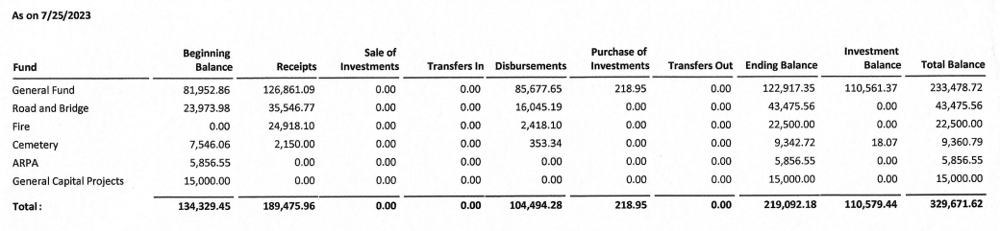 As on 7/25/2023
Fund Beginning Balance Receipts Sale of Investments Transfers In Disbursements Purchase of Investments Transfers Out Ending Balance Investment Balance Total Balance
General Fund 81,952.86 126,861.09 0.00 0.00 85,677.65 218.95 0.00 122,917.35 110,561.37 233,478.72
Road and Bridge 23,973.98 35,546.77 0.00 0.00 16,045.19 0.00 0.00 43,475.56 0.00 43,475.56
Fire 0.00 24,918.10 0.00 0.00 2,418.10 0.00 0.00 22,500.00 0.00 22,500.00
Cemetery 7,546.06 2,150.00 0.00 0.00 353.34 0.00 0.00 9,342.72 18.07 9,360.79
ARPA 5,856.55 0.00 0.00 0.00 0.00 0.00 0.00 5,856.55 0.00 5,856.55
General Capital Projects 15,000.00 0.00 0.00 0.00 0.00 0.00 0.00 15,000.00 0.00 15,000.00
Total : 134,329.45 189,475.96 0.00 0.00 104,494.28 218.95 0.00 219,092.18 110,579.44 329,671.62